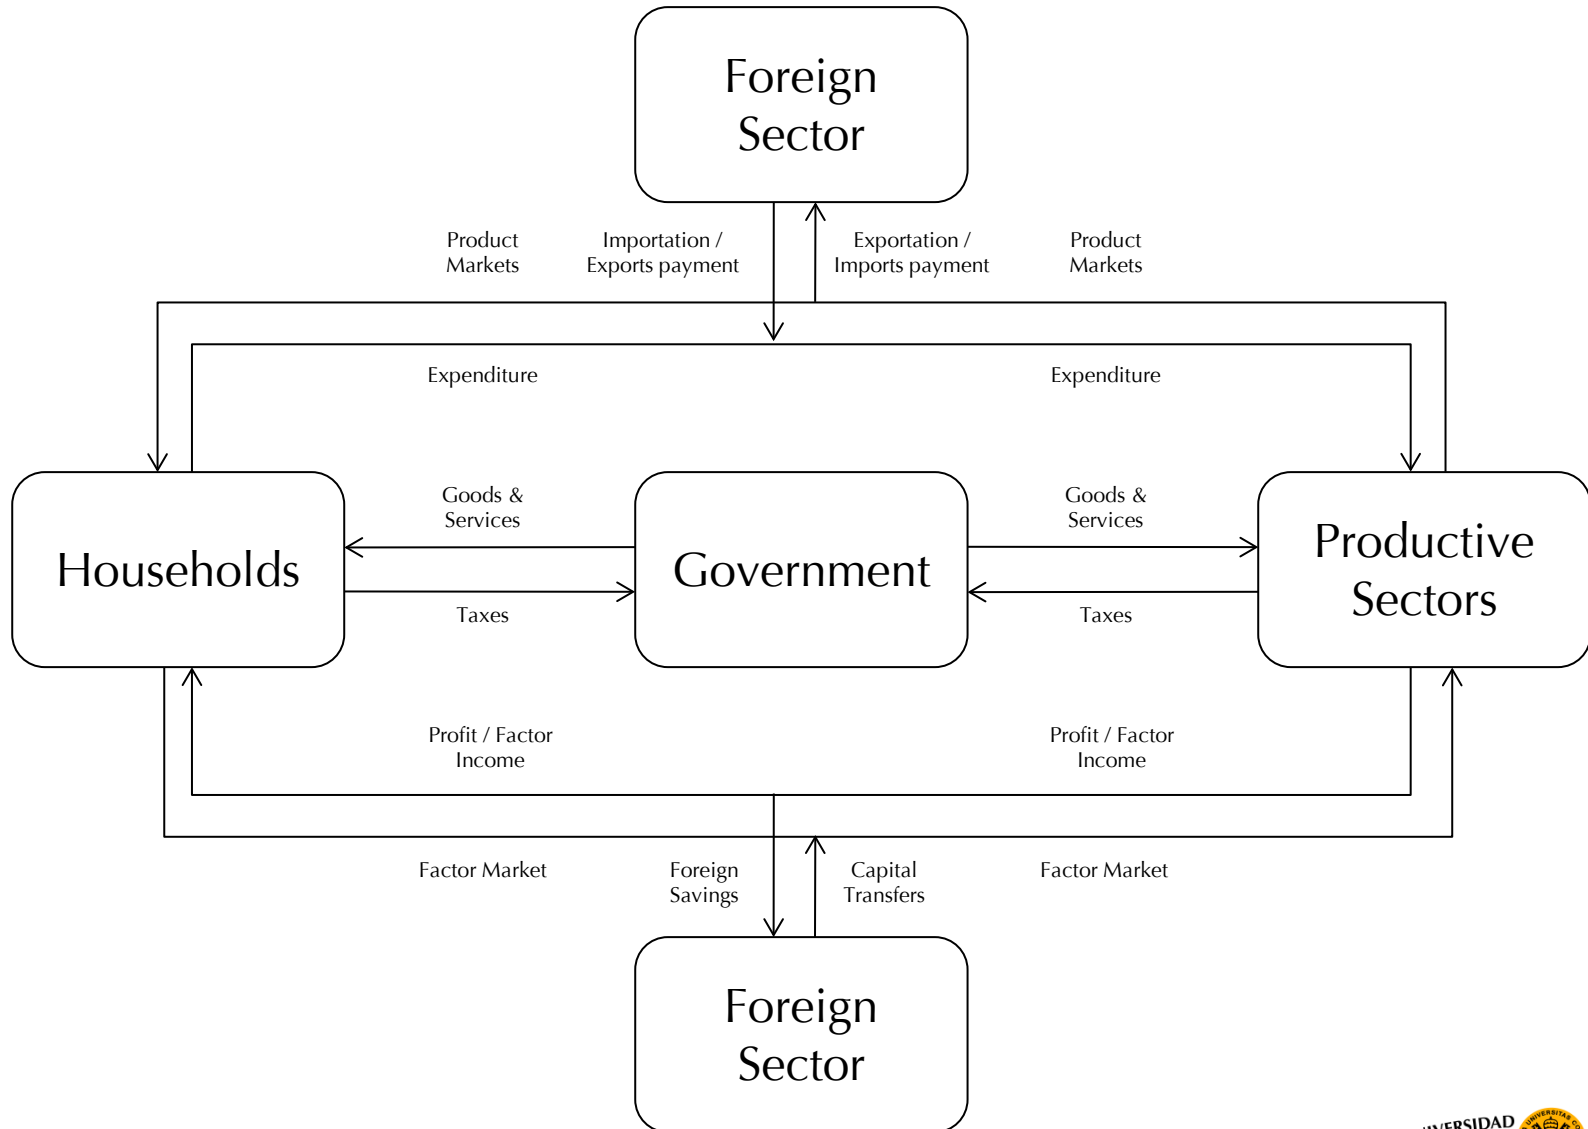 Foreign
Sector
Product
Markets
Importation /
Exports payment
Exportation /
Imports payment
Product
Markets
Expenditure
Expenditure
Households
Goods &
Services
Taxes
Government
Goods &
Services
Taxes
Productive
Sectors
Profit / Factor
Income
Profit / Factor
Income
Factor Market
Foreign
Savings
Capital
Transfers
Factor Market
Foreign
Sector